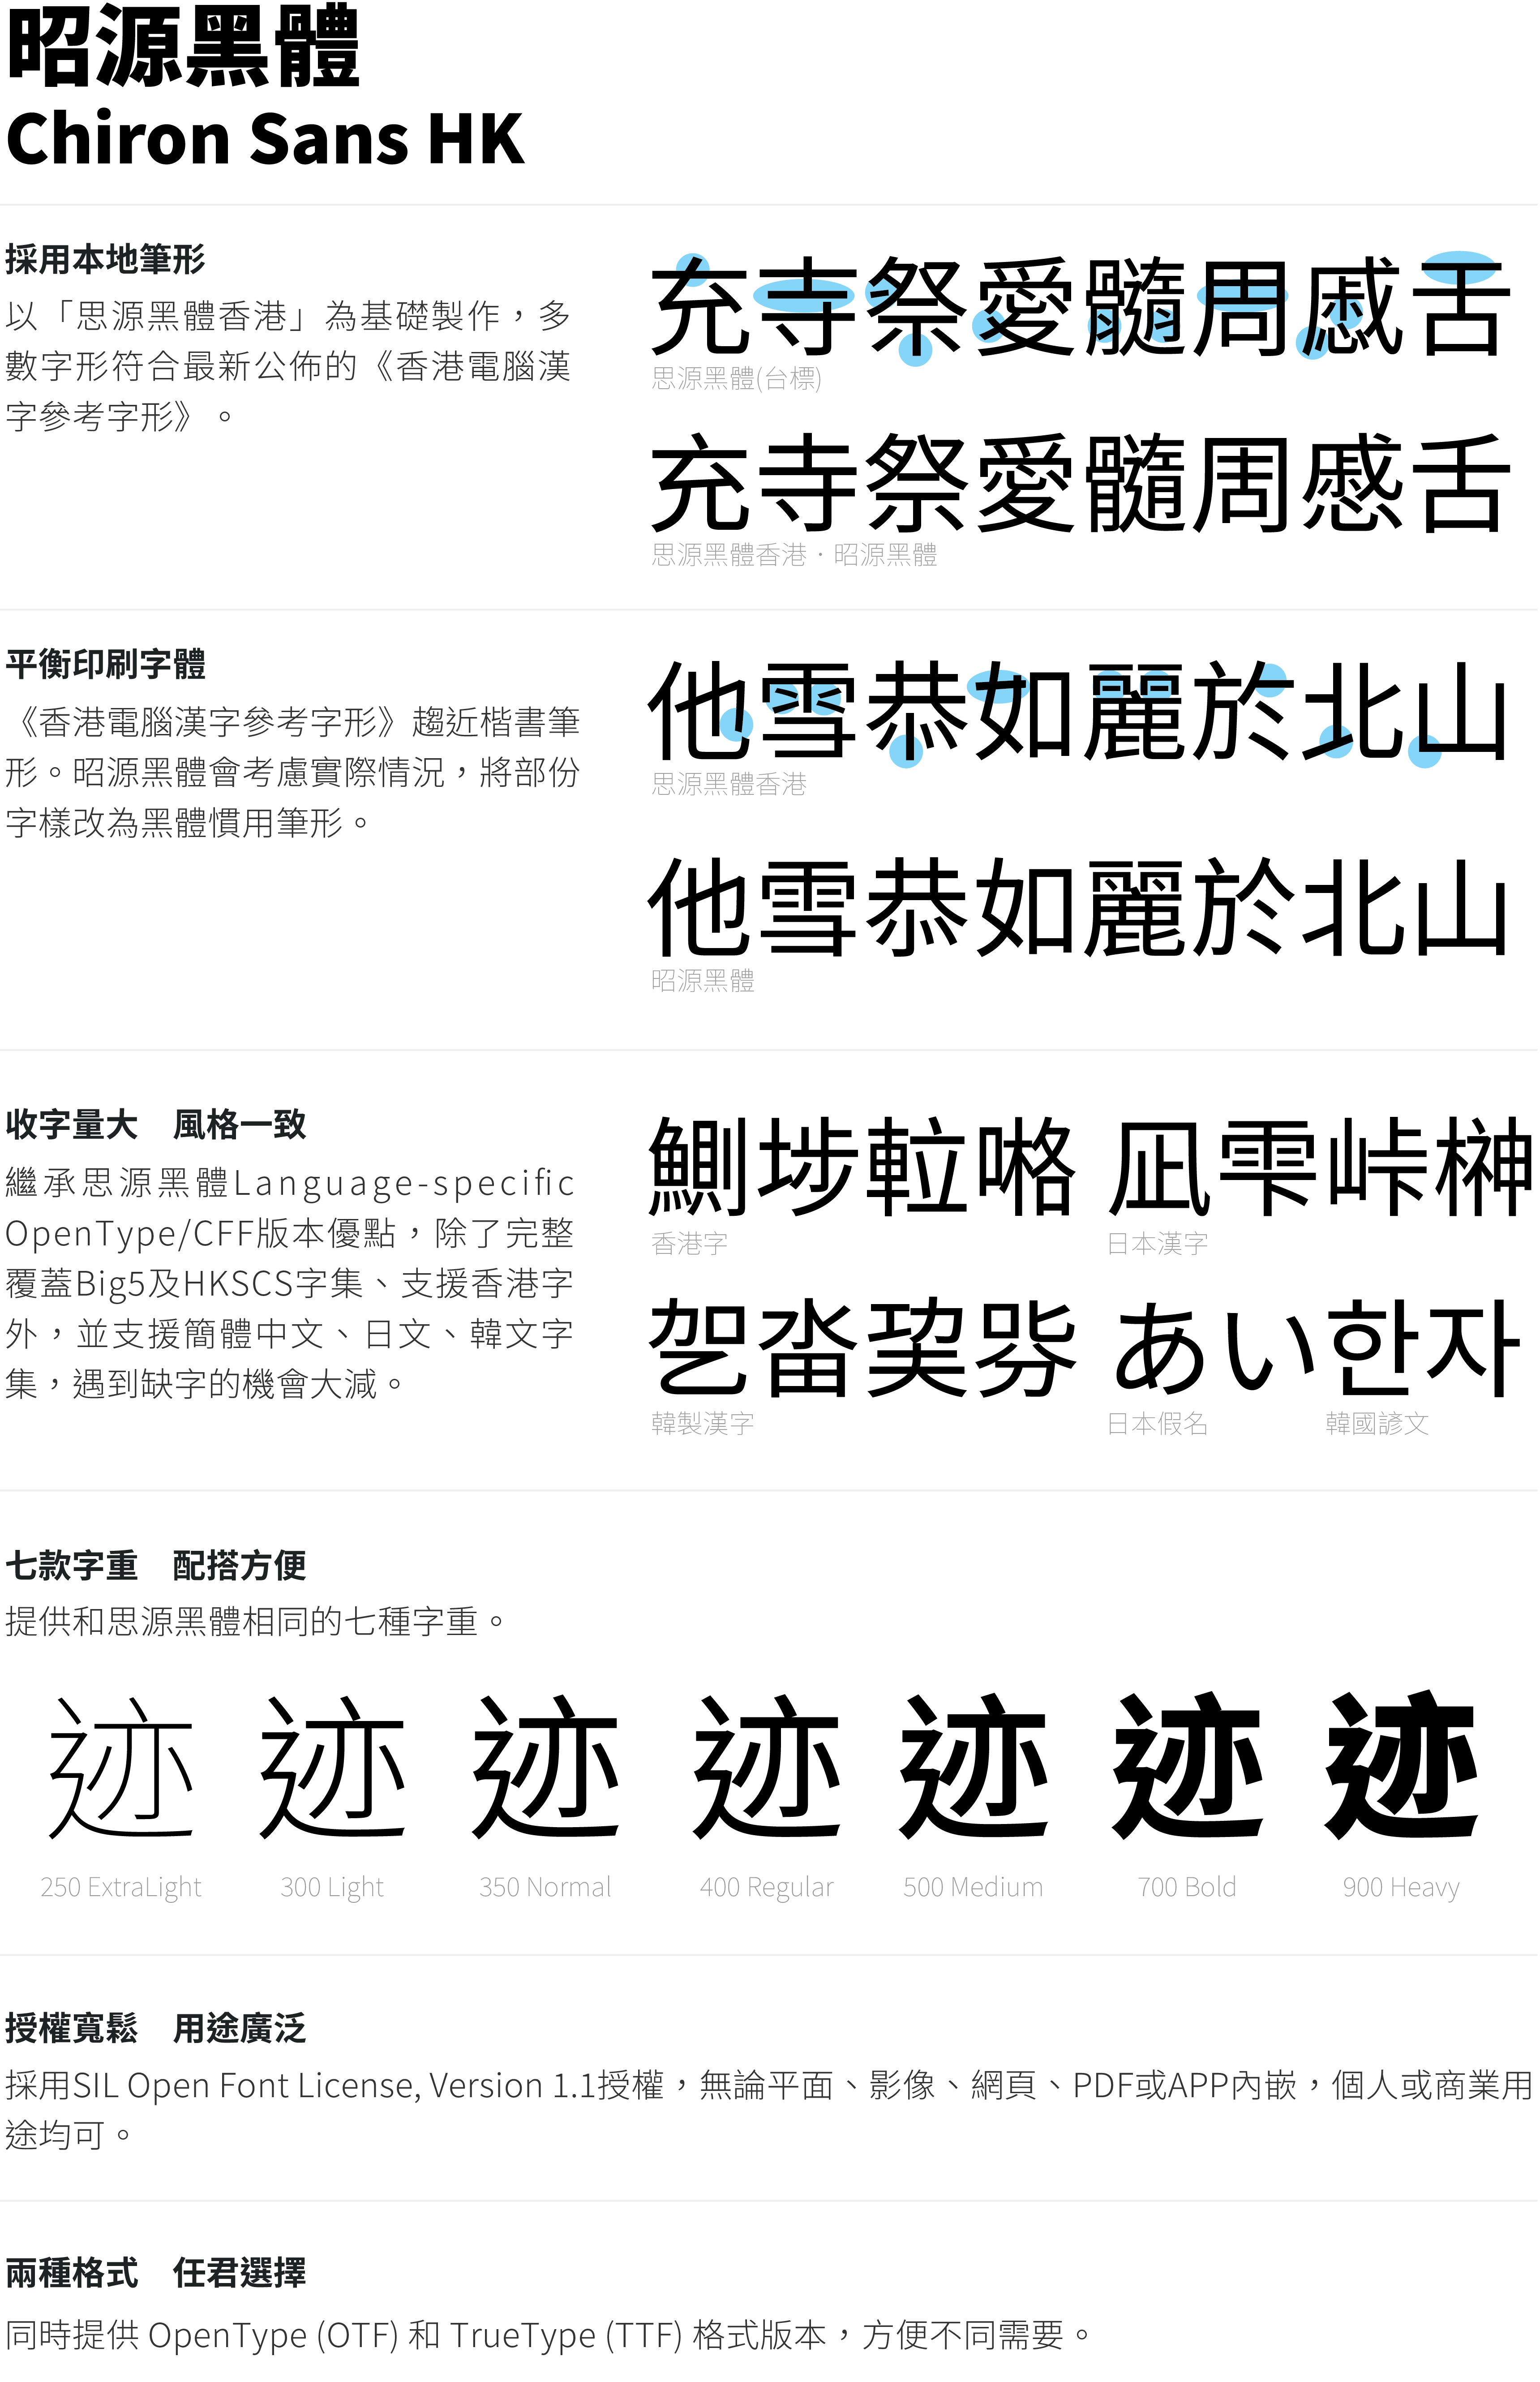 昭源黑體
Chiron Sans HK
採用本地筆形
以「思源黑體香港」為基礎製作，多
數字形符合最新公佈的《香港電腦漢
字參考字形》。
充寺祭愛髓周慼舌
思源黑體(台標)
充寺祭愛髓周慼舌
思源黑體香港．昭源黑體
平衡印刷字體
《香港電腦漢字參考字形》趨近楷書筆
形。昭源黑體會考慮實際情況，將部份
字樣改為黑體慣用筆形。
他雪恭如麗於北山
思源黑體香港
他雪恭如麗於北山
昭源黑體
收字量大　風格一致
繼承思源黑體Language-specific
OpenType/CFF版本優點，除了完整
覆蓋Big5及HKSCS字集、支援香港字
外，並支援簡體中文、日文、韓文字
集，遇到缺字的機會大減。
鰂埗𨋢咯 凪雫峠榊
香港字 日本漢字
乫畓巭 あい한자
韓製漢字 日本假名 韓國諺文
七款字重　配搭方便
提供和思源黑體相同的七種字重。
迹 迹 迹 迹 迹 迹 迹
250 ExtraLight 300 Light 350 Normal 400 Regular 500 Medium 700 Bold 900 Heavy
授權寬鬆　用途廣泛
採用SIL Open Font License, Version 1.1授權，無論平面、影像、網頁、PDF或APP內嵌，個人或商業用
途均可。
兩種格式　任君選擇
同時提供 OpenType (OTF) 和 TrueType (TTF) 格式版本，方便不同需要。